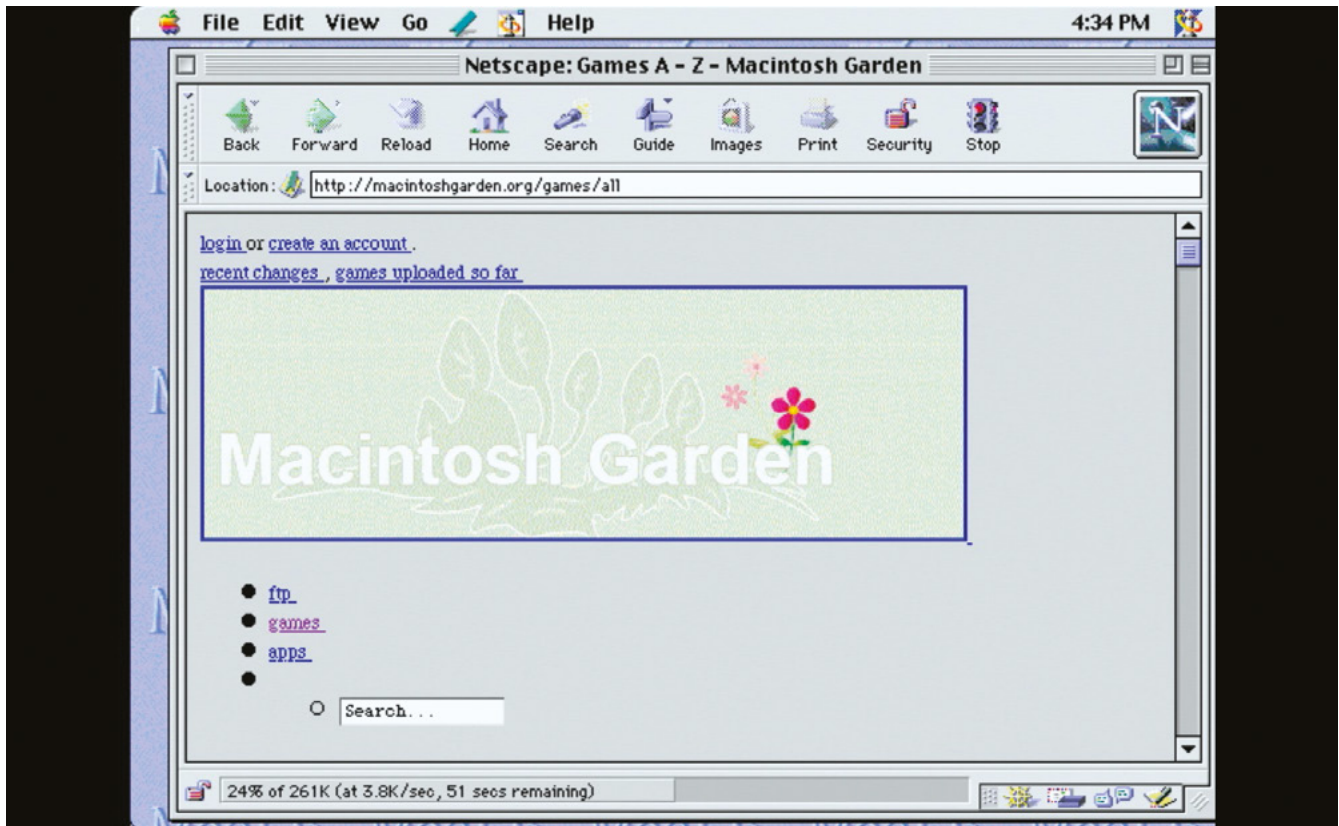 File Edit View Go Help 4:34 PM
Netscape: Games A - Z - Macintosh Garden
Back Forward Reload Home Search Guide Images Print Security Stop
N
Location: http://macintoshgarden.org/games/all
login or create an account .
recent changes , games uploaded so far
Macintosh Garden
ftp
games
apps
Search...
24% of 261K (at 3.8K/sec, 51 secs remaining)